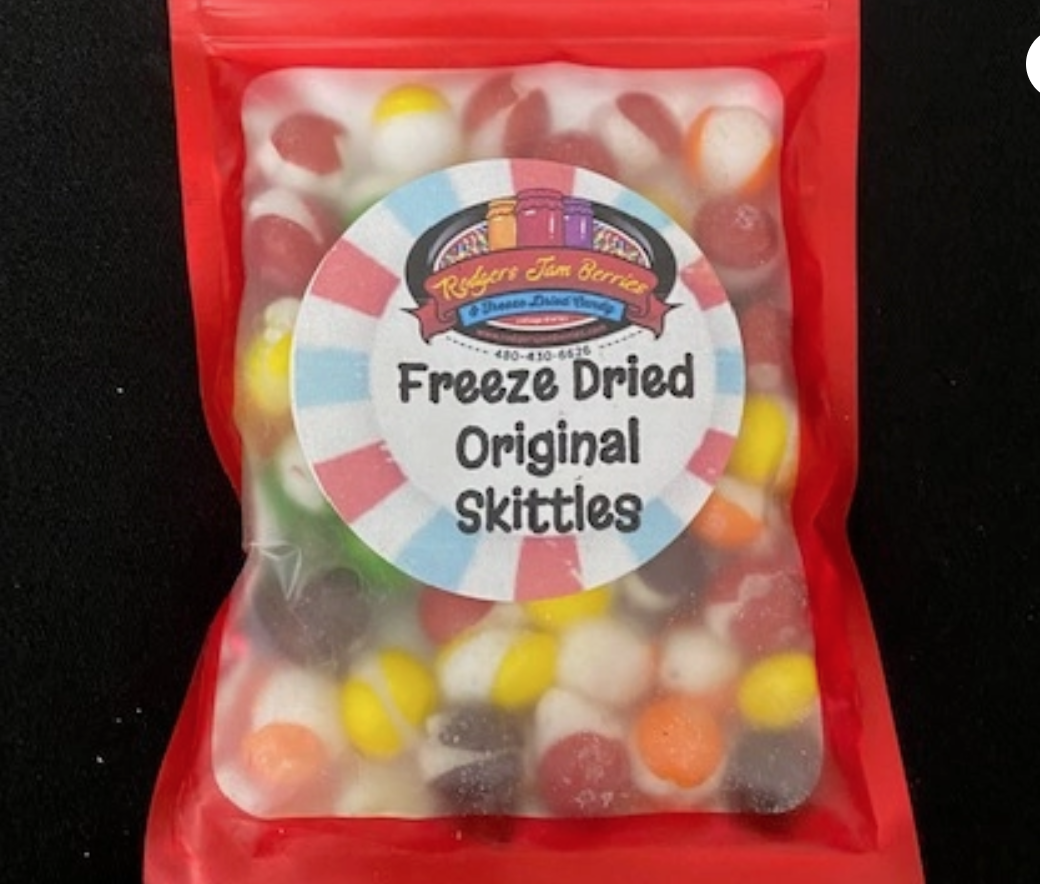 Rodgers Jam Berries
& Freeze Dried Candy
480-430-6626
Freeze Dried
Original
Skittles